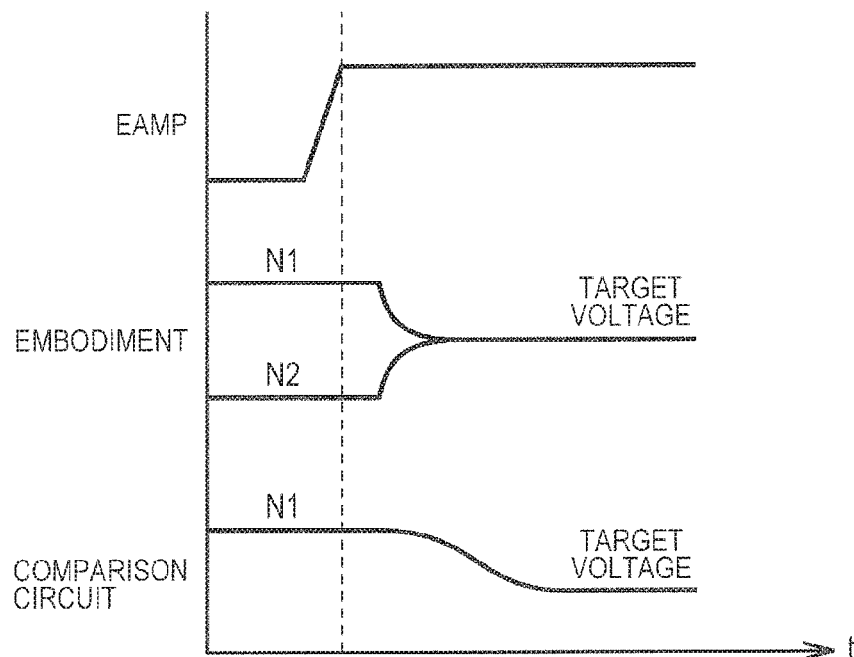 EAMP
N1
TARGET
VOLTAGE
EMBODIMENT
N2
N1
TARGET
VOLTAGE
COMPARISON
CIRCUIT
t